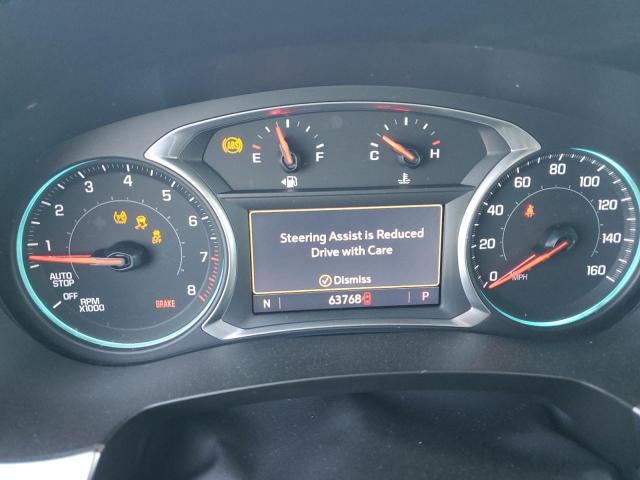 ABS
E F
C H
1 2 3 4 5 6 7 8
AUTO
STOP
OFF
RPM
X1000
OFF
BRAKE
Steering Assist is Reduced
Drive with Care
Dismiss
N 63768 P
0 20 40 60 80 100 120 140 160
MPH